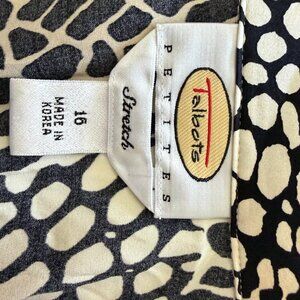 Talbots
PETITES
Stretch
16
MADE IN
KOREA